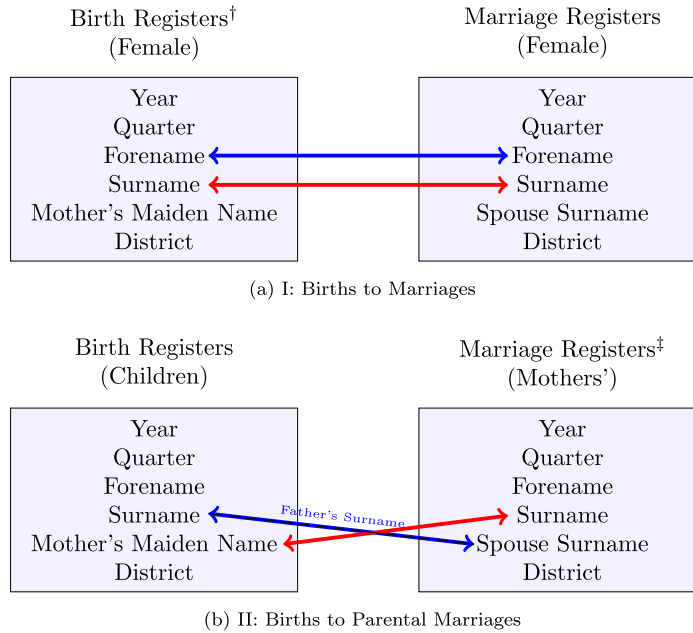 Birth Registers†
(Female)
Marriage Registers
(Female)
Year
Quarter
Forename
Surname
Mother's Maiden Name
District
Year
Quarter
Forename
Surname
Spouse Surname
District
(a) I: Births to Marriages
Birth Registers
(Children)
Marriage Registers‡
(Mothers')
Year
Quarter
Forename
Surname
Mother's Maiden Name
District
Father's Surname
Year
Quarter
Forename
Surname
Spouse Surname
District
(b) II: Births to Parental Marriages